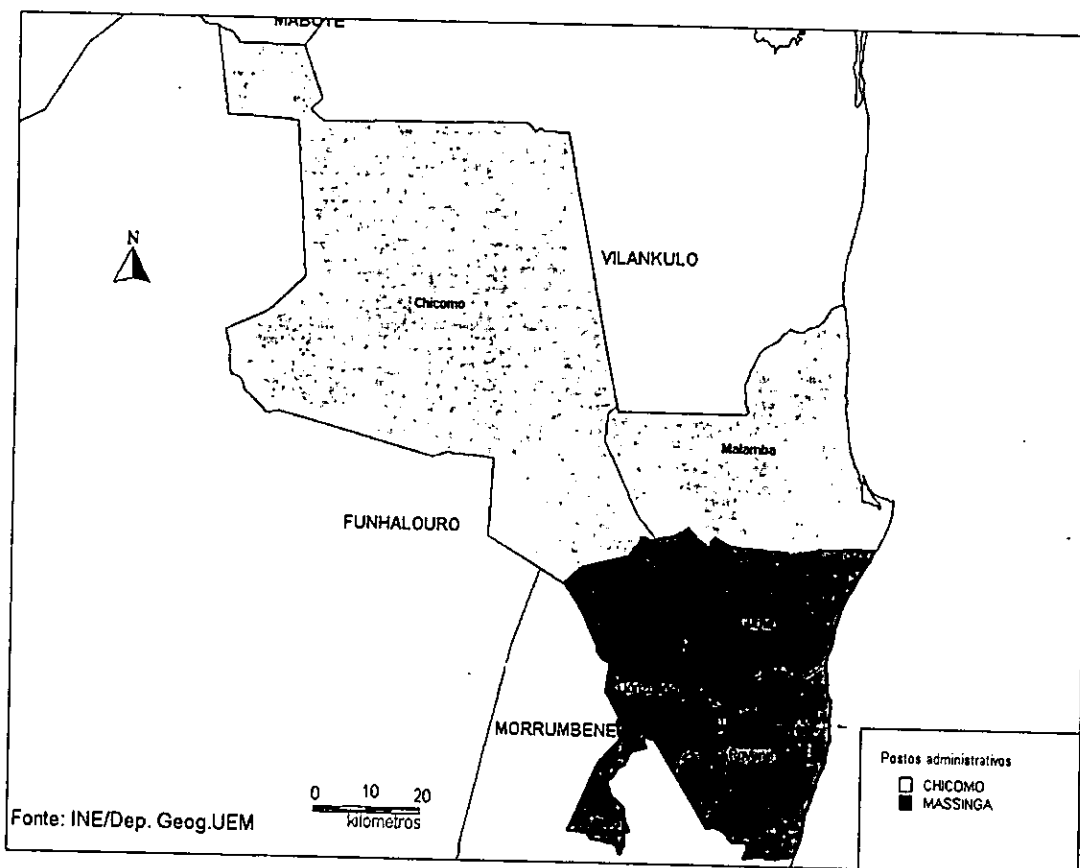 MABOTE
N
VILANKULO
Chicomo
Malamba
FUNHALOURO
MORRUMBENE
Postos administrativos
CHICOMO
MASSINGA
0 10 20
kilometros
Fonte: INE/Dep. Geog.UEM